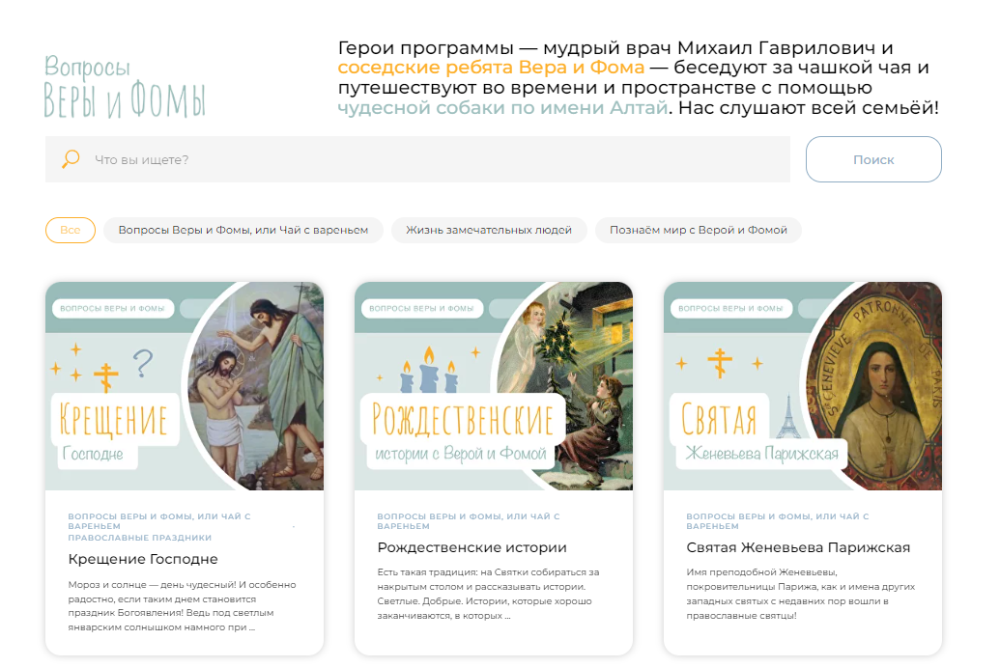 Вопросы
Веры и Фомы
Герои программы — мудрый врач Михаил Гаврилович и
соседские ребята Вера и Фома — беседуют за чашкой чая и
путешествуют во времени и пространстве с помощью
чудесной собаки по имени Алтай. Нас слушают всей семьёй!
Что вы ищете?
Поиск
Все
Вопросы Веры и Фомы, или Чай с вареньем
Жизнь замечательных людей
Познаём мир с Верой и Фомой
ВОПРОСЫ ВЕРЫ И ФОМЫ
?
Крещение
Господне
ВОПРОСЫ ВЕРЫ И ФОМЫ, ИЛИ ЧАЙ С
ВАРЕНЬЕМ
ПРАВОСЛАВНЫЕ ПРАЗДНИКИ
Крещение Господне
Мороз и солнце — день чудесный! И особенно
радостно, если таким днем становится
праздник Богоявления! Ведь под светлым
январским солнышком намного при ...
ВОПРОСЫ ВЕРЫ И ФОМЫ
Рождественские
истории с Верой и Фомой
ВОПРОСЫ ВЕРЫ И ФОМЫ, ИЛИ ЧАЙ С
ВАРЕНЬЕМ
Рождественские истории
Есть такая традиция: на Святки собираться за
накрытым столом и рассказывать истории.
Светлые. Добрые. Истории, которые хорошо
заканчиваются, в которых ...
ВОПРОСЫ ВЕРЫ И ФОМЫ
Святая
Женевьева Парижская
STE GENEVIEVE PATRONNE DE PARIS
ВОПРОСЫ ВЕРЫ И ФОМЫ, ИЛИ ЧАЙ С
ВАРЕНЬЕМ
Святая Женевьева Парижская
Имя преподобной Женевьевы,
покровительницы Парижа, как и имена других
западных святых с недавних пор вошли в
православные святцы!